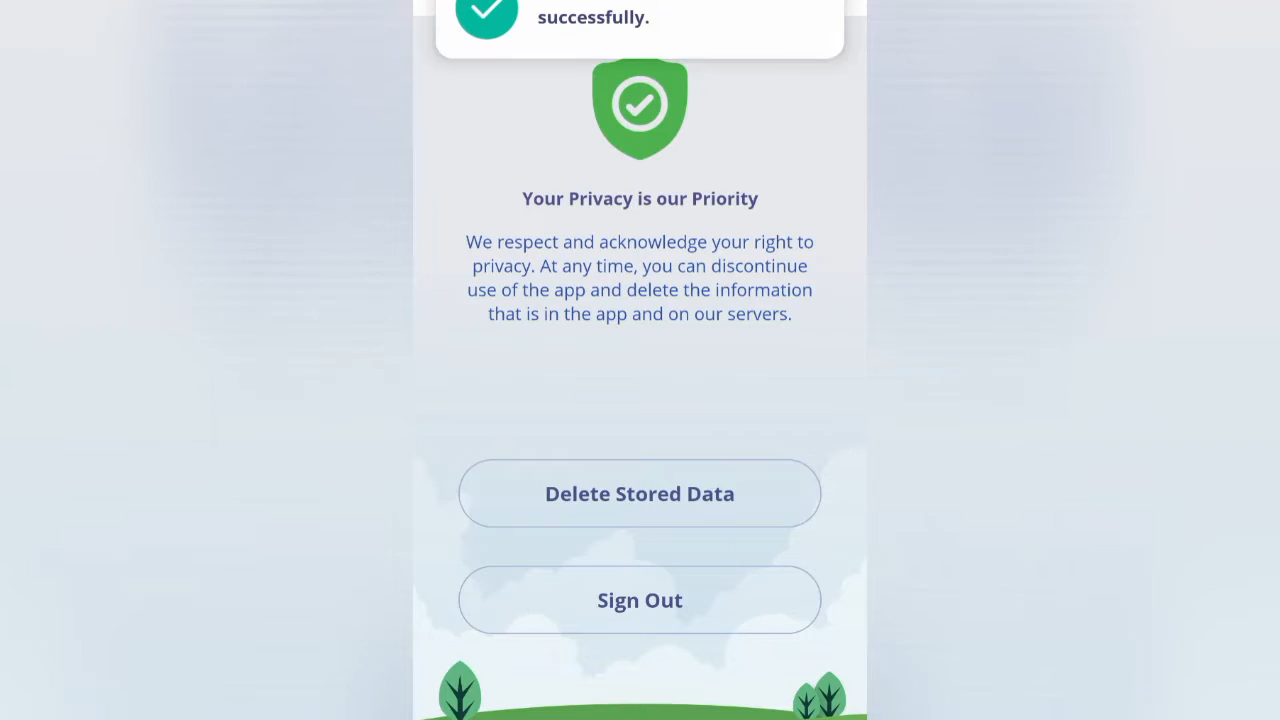 successfully.
Your Privacy is our Priority
We respect and acknowledge your right to
privacy. At any time, you can discontinue
use of the app and delete the information
that is in the app and on our servers.
Delete Stored Data
Sign Out